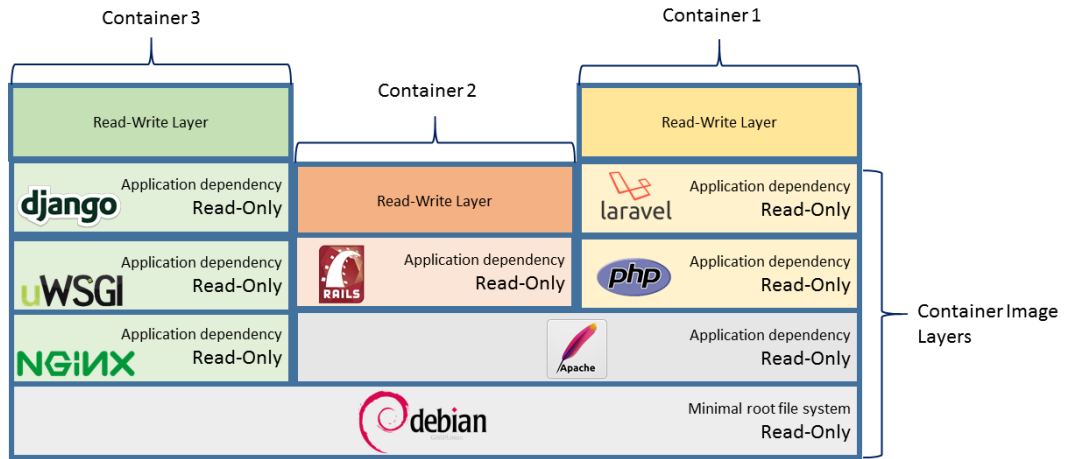 Container 3
Container 1
Container 2
Read-Write Layer
Read-Write Layer
django
Application dependency
Read-Only
Read-Write Layer
laravel
Application dependency
Read-Only
uWSGI
Application dependency
Read-Only
RAILS
Application dependency
Read-Only
php
Application dependency
Read-Only
Container Image
Layers
NGiNX
Application dependency
Read-Only
Apache
Application dependency
Read-Only
debian
Minimal root file system
Read-Only